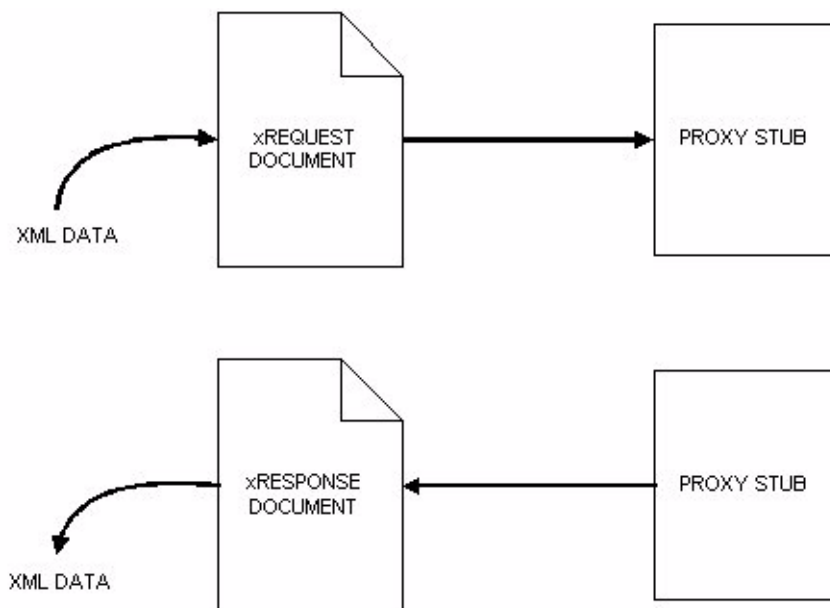 xREQUEST
DOCUMENT
PROXY STUB
XML DATA
xRESPONSE
DOCUMENT
PROXY STUB
XML DATA